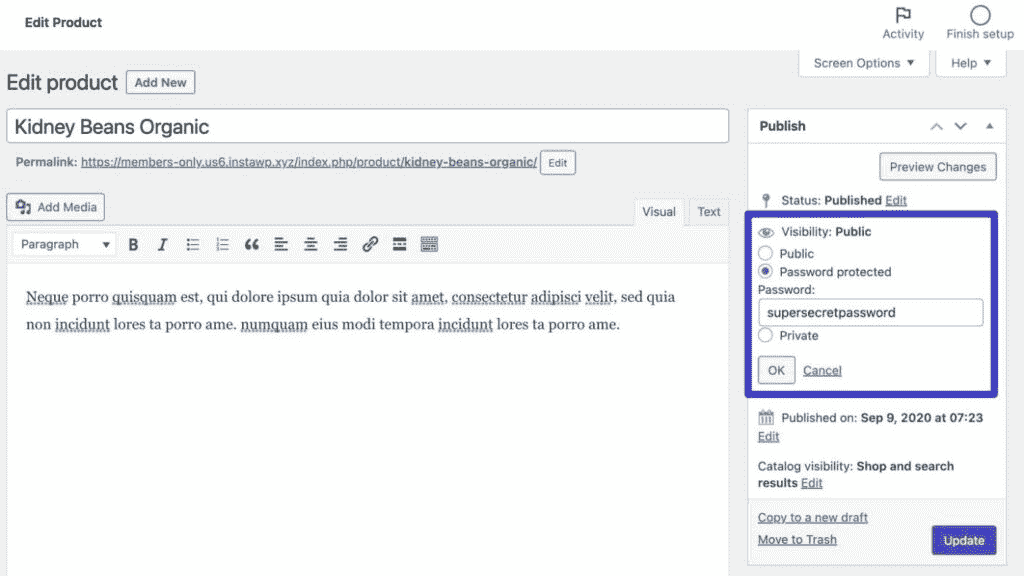 Edit Product
Activity
Finish setup
Screen Options ▼
Help ▼
Edit product
Add New
Kidney Beans Organic
Permalink: https://members-only.us6.instawp.xyz/index.php/product/kidney-beans-organic/ Edit
Add Media
Visual
Text
Paragraph
B I
Neque porro quisquam est, qui dolore ipsum quia dolor sit amet, consectetur adipisci velit, sed quia
non incidunt lores ta porro ame. numquam eius modi tempora incidunt lores ta porro ame.
Publish
Preview Changes
Status: Published Edit
Visibility: Public
Public
Password protected
Password:
supersecretpassword
Private
OK Cancel
Published on: Sep 9, 2020 at 07:23
Edit
Catalog visibility: Shop and search
results Edit
Copy to a new draft
Move to Trash
Update